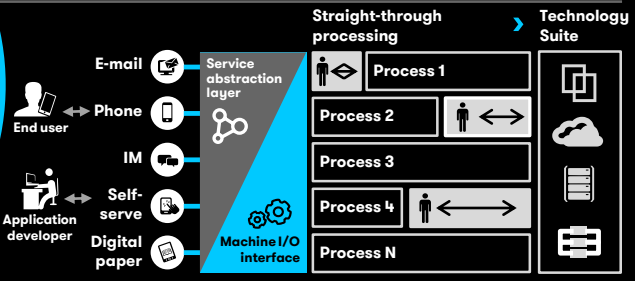 Straight-through
processing
Technology
Suite
E-mail
Phone
IM
Self-
serve
Digital
paper
End user
Application
developer
Service
abstraction
layer
Machine I/O
interface
Process 1
Process 2
Process 3
Process 4
Process N